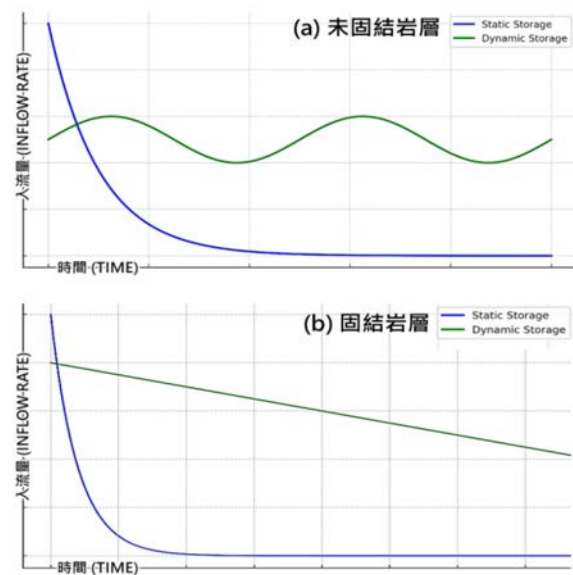 (a) 未固結岩層
Static Storage
Dynamic Storage
入流量·(INFLOW·RATE)
時間·(TIME)
(b) 固結岩層
Static Storage
Dynamic Storage
入流量·(INFLOW·RATE)
時間·(TIME)